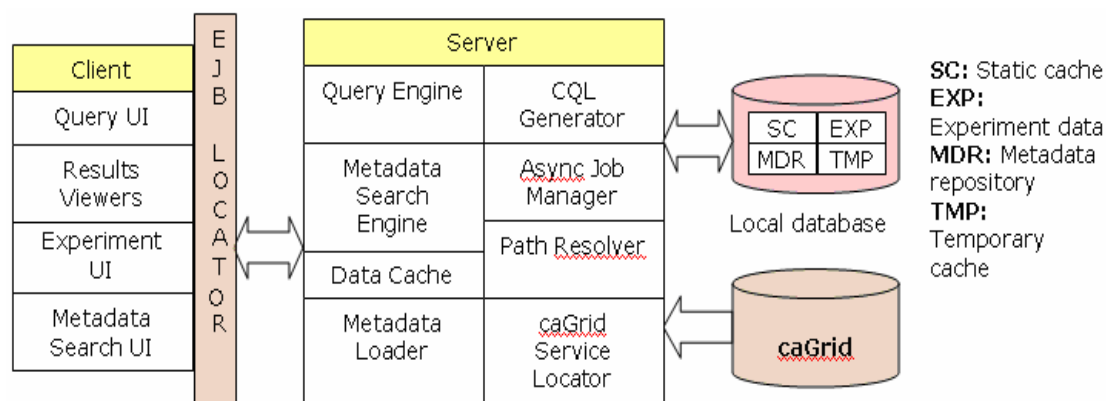 Client
Query UI
Results
Viewers
Experiment
UI
Metadata
Search UI
E
J
B
L
O
C
A
T
O
R
Server
Query Engine
CQL
Generator
Metadata
Search
Engine
Async Job
Manager
Path Resolver
Data Cache
Metadata
Loader
caGrid
Service
Locator
SC EXP
MDR TMP
Local database
caGrid
SC: Static cache
EXP:
Experiment data
MDR: Metadata
repository
TMP:
Temporary
cache